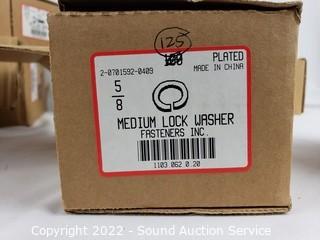 125
100 PLATED
2-0701592-0409 MADE IN CHINA
5
8
MEDIUM LOCK WASHER
FASTENERS INC.
1103 062 0.20
Copyright 2022 - Sound Auction Service